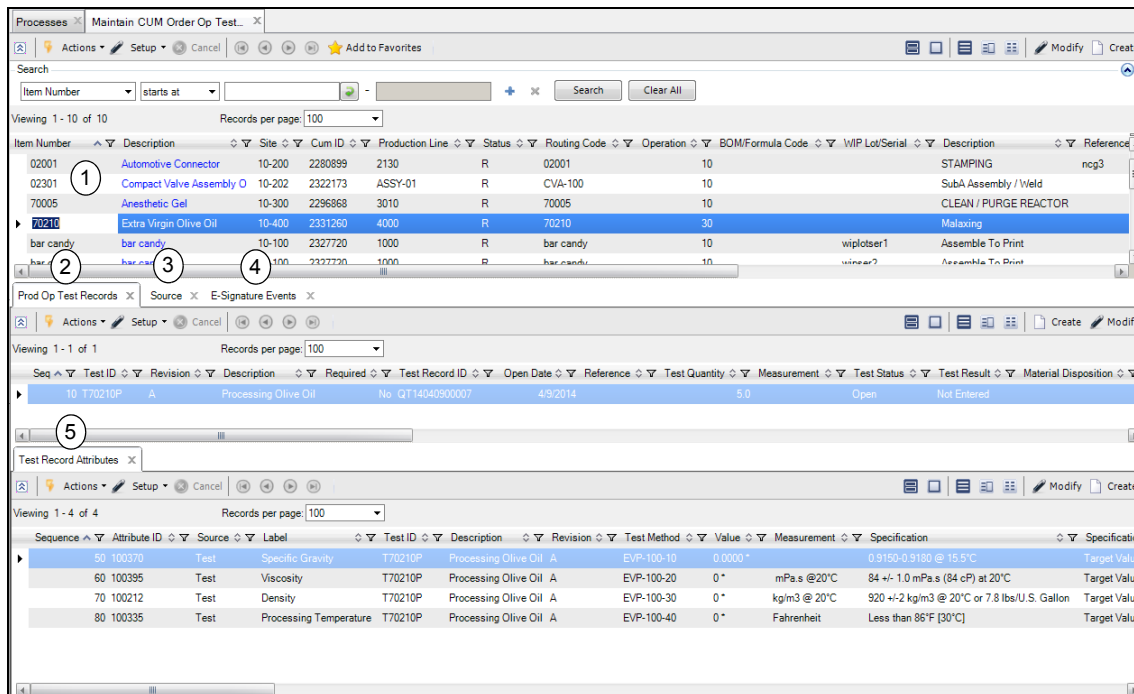 Processes Maintain CUM Order Op Test...
Actions Setup Cancel Add to Favorites Modify Creat
Search
Item Number starts at - Search Clear All
Viewing 1 - 10 of 10 Records per page: 100
Item Number Description Site Cum ID Production Line Status Routing Code Operation BOM/Formula Code WIP Lot/Serial Description Reference
02001 Automotive Connector 10-200 2280899 2130 R 02001 10 STAMPING ncg3
1
02301 Compact Valve Assembly O 10-202 2322173 ASSY-01 R CVA-100 10 SubA Assembly / Weld
70005 Anesthetic Gel 10-300 2296868 3010 R 70005 10 CLEAN / PURGE REACTOR
70210 Extra Virgin Olive Oil 10-400 2331260 4000 R 70210 30 Malaxing
bar candy bar candy 10-100 2327720 1000 R bar candy 10 wiplotser1 Assemble To Print
bar candy 10-100 2327720 1000 R bar candy 10 winser2 Assemble To Print
2 3 4
Prod Op Test Records Source E-Signature Events
Actions Setup Cancel Create Modif
Viewing 1 - 1 of 1 Records per page: 100
Seq Test ID Revision Description Required Test Record ID Open Date Reference Test Quantity Measurement Test Status Test Result Material Disposition
10 T70210P A Processing Olive Oil No QT14040900007 4/9/2014 5.0 Open Not Entered
5
Test Record Attributes
Actions Setup Cancel Modify Create
Viewing 1 - 4 of 4 Records per page: 100
Sequence Attribute ID Source Label Test ID Description Revision Test Method Value Measurement Specification Specificati
50 100370 Test Specific Gravity T70210P Processing Olive Oil A EVP-100-10 0.0000 * 0.9150-0.9180 @ 15.5°C Target Valu
60 100395 Test Viscosity T70210P Processing Olive Oil A EVP-100-20 0 * mPa.s @20°C 84 +/- 1.0 mPa.s (84 cP) at 20°C Target Valu
70 100212 Test Density T70210P Processing Olive Oil A EVP-100-30 0 * kg/m3 @ 20°C 920 +/-2 kg/m3 @ 20°C or 7.8 lbs/U.S. Gallon Target Valu
80 100335 Test Processing Temperature T70210P Processing Olive Oil A EVP-100-40 0 * Fahrenheit Less than 86°F [30°C] Target Valu